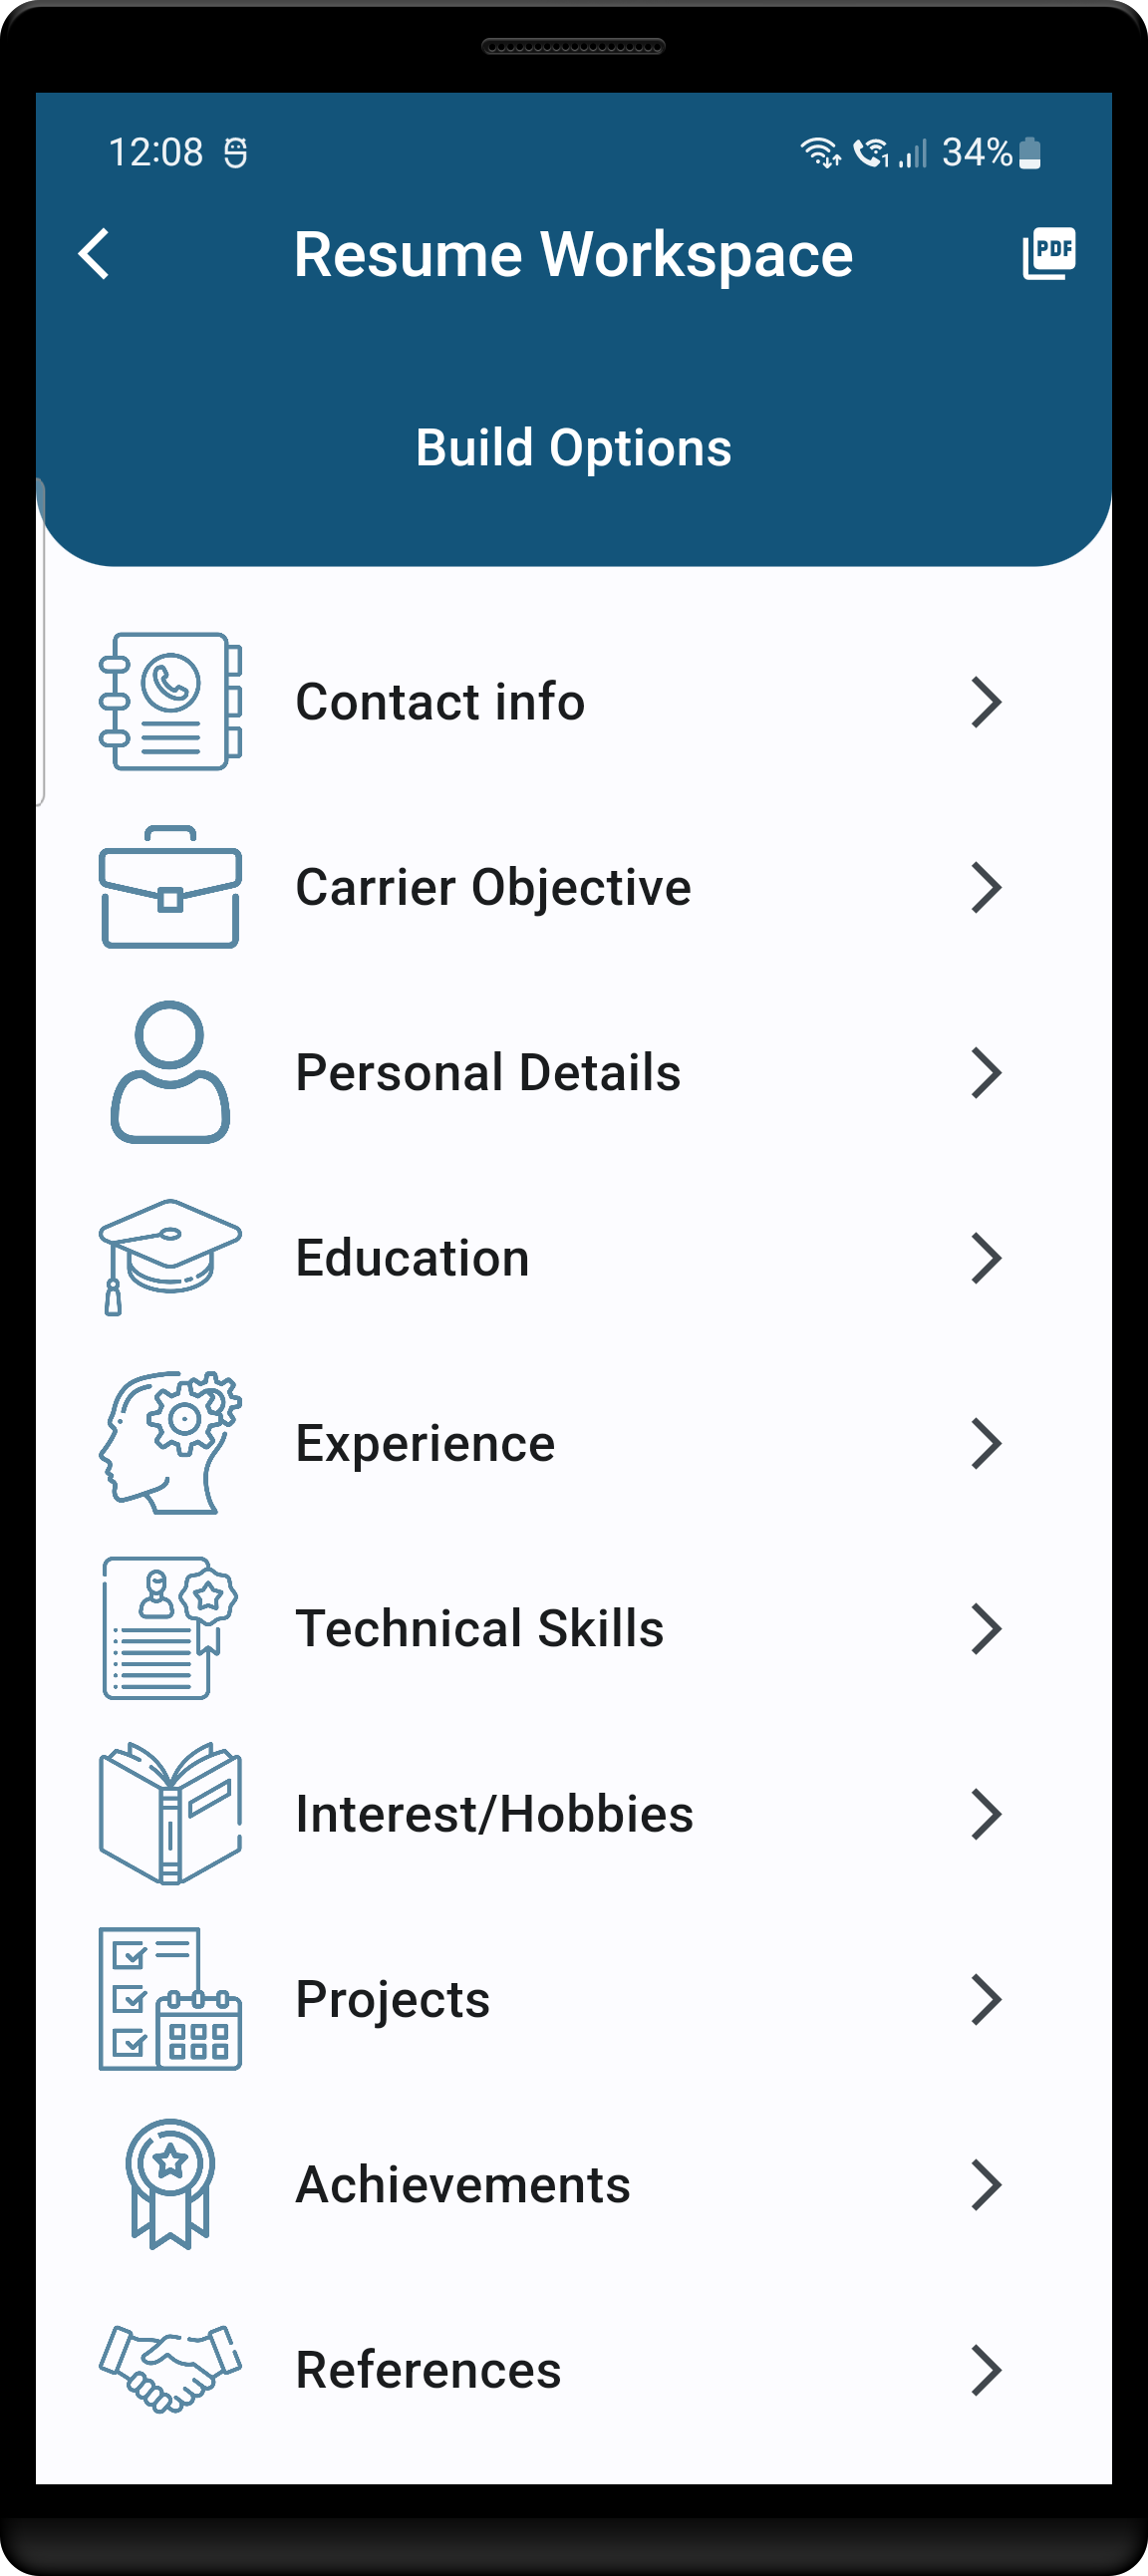 12:08
1 34%
Resume Workspace
PDF
Build Options
Contact info
Carrier Objective
Personal Details
Education
Experience
Technical Skills
Interest/Hobbies
Projects
Achievements
References